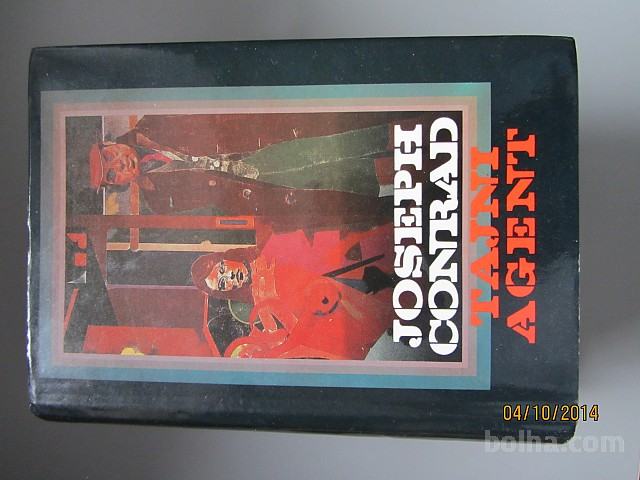 JOSEPH
CONRAD
TAJNI
AGENT
04/10/2014
bolha.com